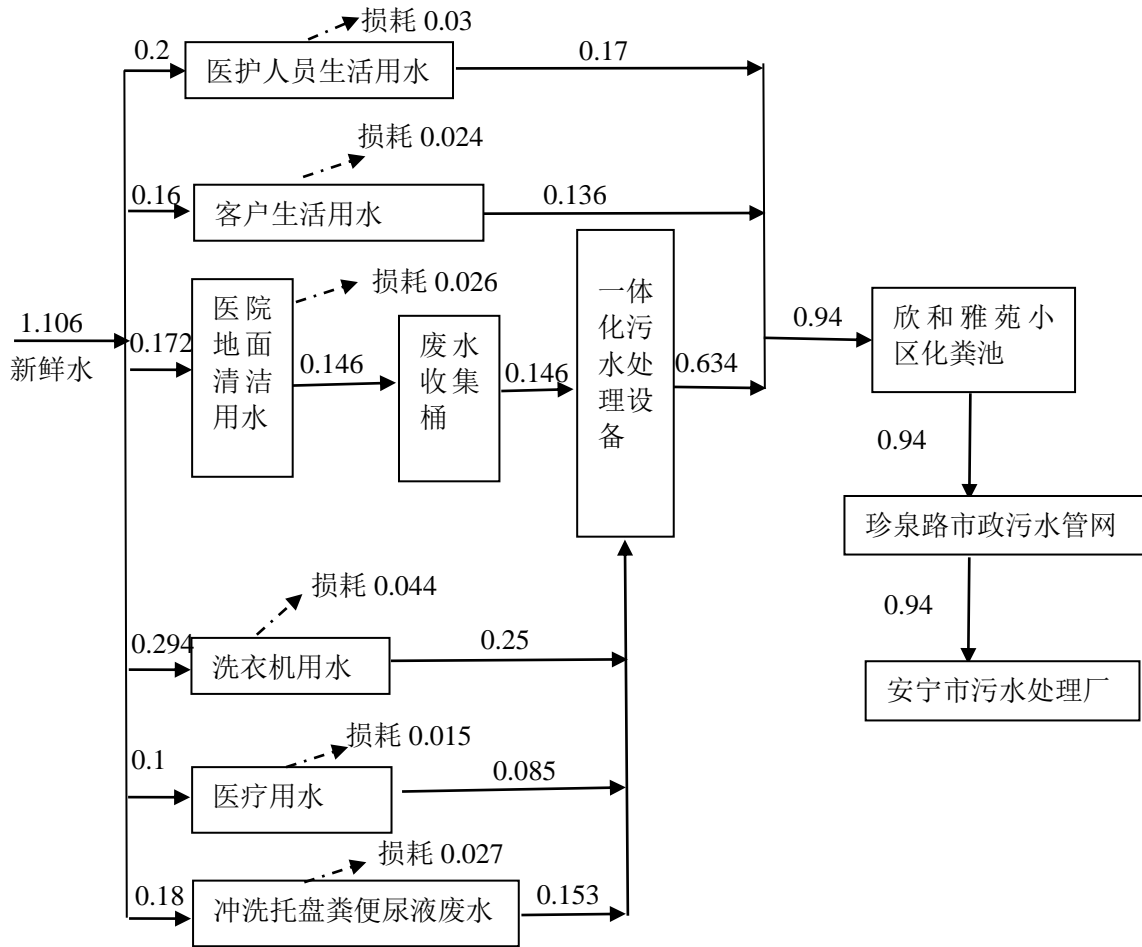 损耗 0.03
0.2
医护人员生活用水
0.17
损耗 0.024
0.16
客户生活用水
0.136
1.106
新鲜水
损耗 0.026
0.172
医院
地面
清洁
用水
0.146
废水
收集
桶
0.146
一体
化污
水处
理设
备
0.634
0.94
欣和雅苑小
区化粪池
0.94
珍泉路市政污水管网
0.94
安宁市污水处理厂
损耗 0.044
0.294
洗衣机用水
0.25
损耗 0.015
0.1
医疗用水
0.085
损耗 0.027
0.18
冲洗托盘粪便尿液废水
0.153